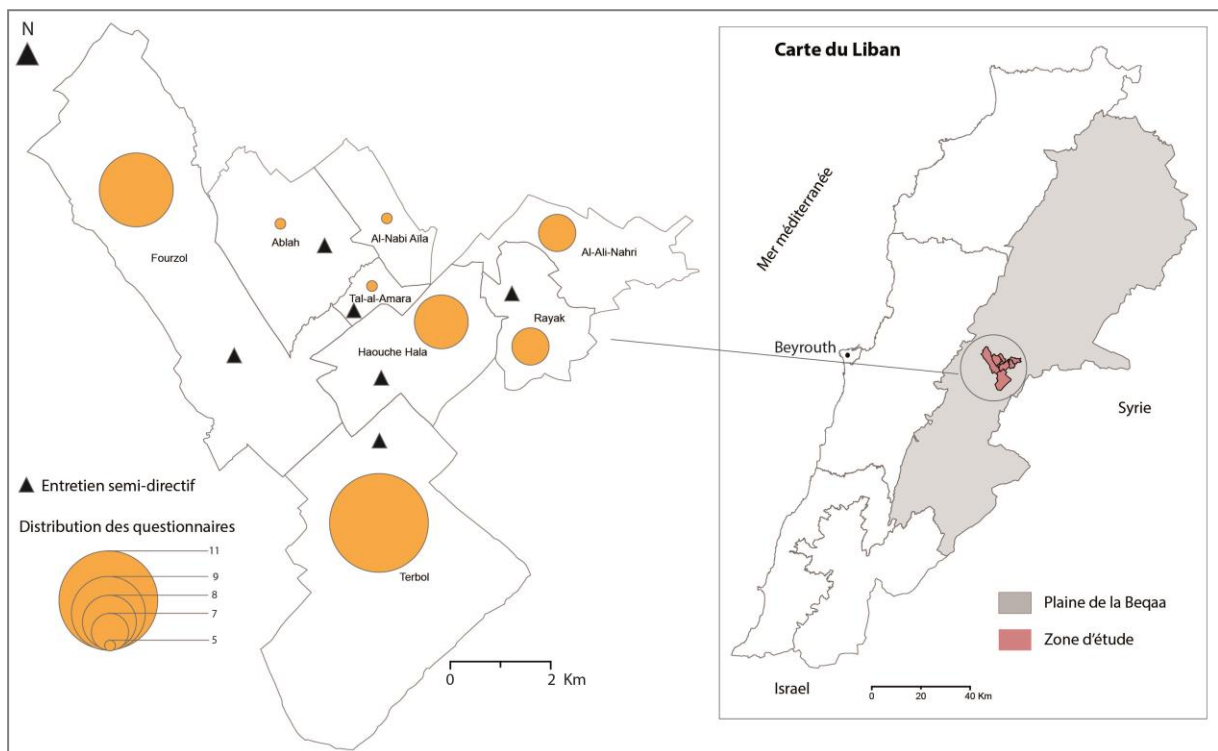 N
Fourzol
Ablah
Al-Nabi Aïla
Al-Ali-Nahri
Tal-al-Amara
Rayak
Haouche Hala
Terbol
Entretien semi-directif
Distribution des questionnaires
11
9
8
7
5
0 2 Km
Carte du Liban
Mer méditerranée
Beyrouth
Syrie
Plaine de la Beqaa
Zone d'étude
Israel
0 20 40 Km